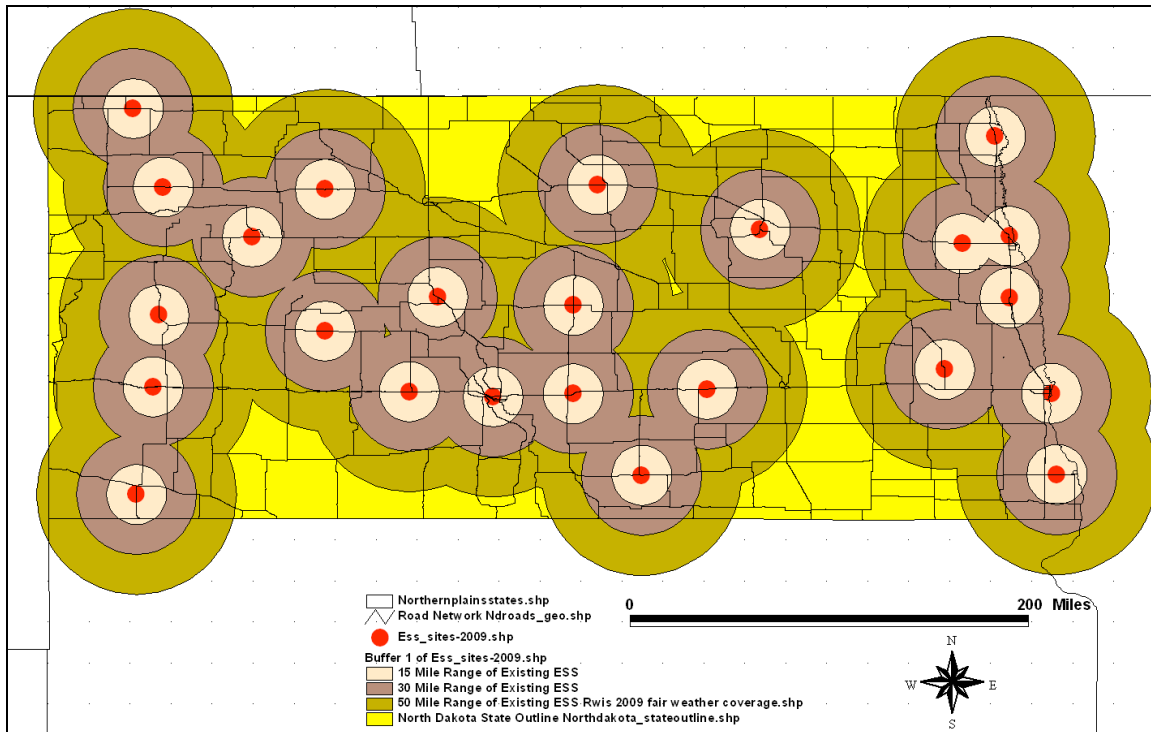 Northernplainsstates.shp
Road Network Ndroads_geo.shp
Ess_sites-2009.shp
Buffer 1 of Ess_sites-2009.shp
15 Mile Range of Existing ESS
30 Mile Range of Existing ESS
50 Mile Range of Existing ESS Rwis 2009 fair weather coverage.shp
North Dakota State Outline Northdakota_stateoutline.shp
0 200 Miles
N
W E
S